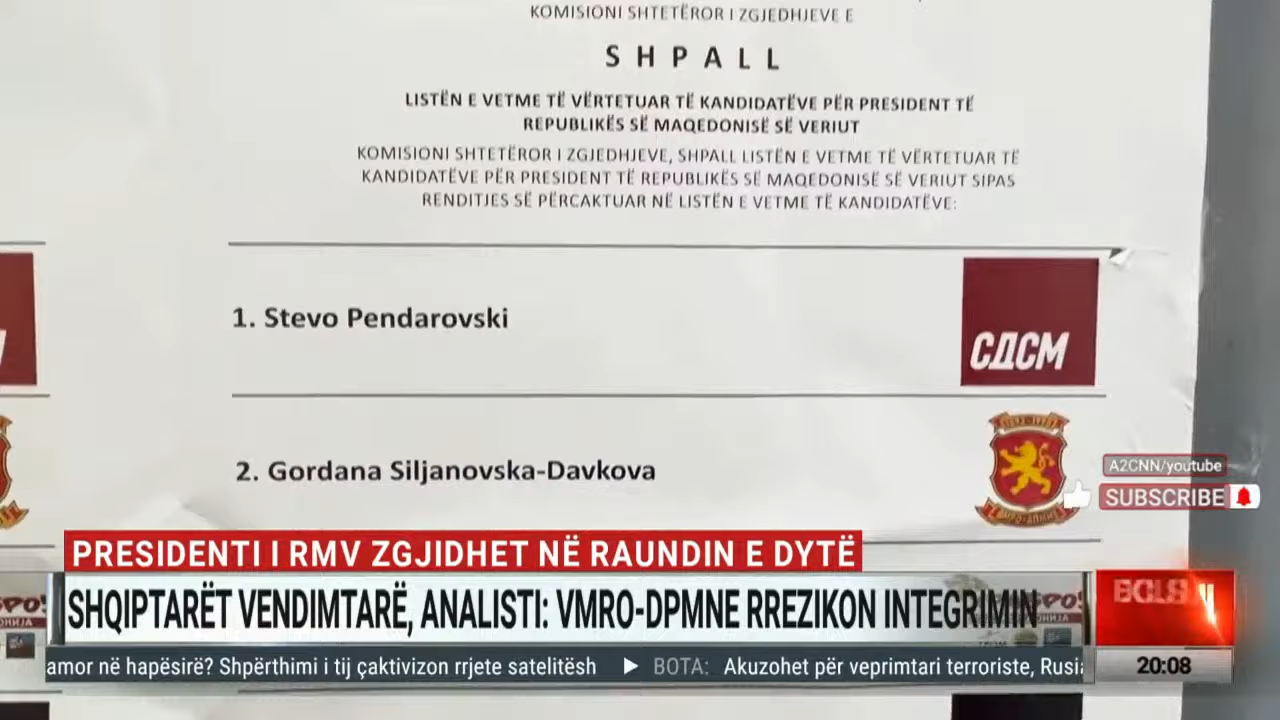 KOMISIONI SHTETËROR I ZGJEDHJEVE E
SHPALL
LISTËN E VETME TË VËRTETUAR TË KANDIDATËVE PËR PRESIDENT TË
REPUBLIKËS SË MAQEDONISË SË VERIUT
KOMISIONI SHTETËROR I ZGJEDHJEVE, SHPALL LISTËN E VETME TË VËRTETUAR TË
KANDIDATËVE PËR PRESIDENT TË REPUBLIKËS SË MAQEDONISË SË VERIUT SIPAS
RENDITJES SË PËRCAKTUAR NË LISTËN E VETME TË KANDIDATËVE:
1. Stevo Pendarovski
СДСМ
2. Gordana Siljanovska-Davkova
A2CNN/youtube
SUBSCRIBE
PRESIDENTI I RMV ZGJIDHET NË RAUNDIN E DYTË
SHQIPTARËT VENDIMTARË, ANALISTI: VMRO-DPMNE RREZIKON INTEGRIMIN
amor në hapësirë? Shpërthimi i tij çaktivizon rrjete satelitësh ▶ BOTA: Akuzohet për veprimtari terroriste, Rusia
20:08